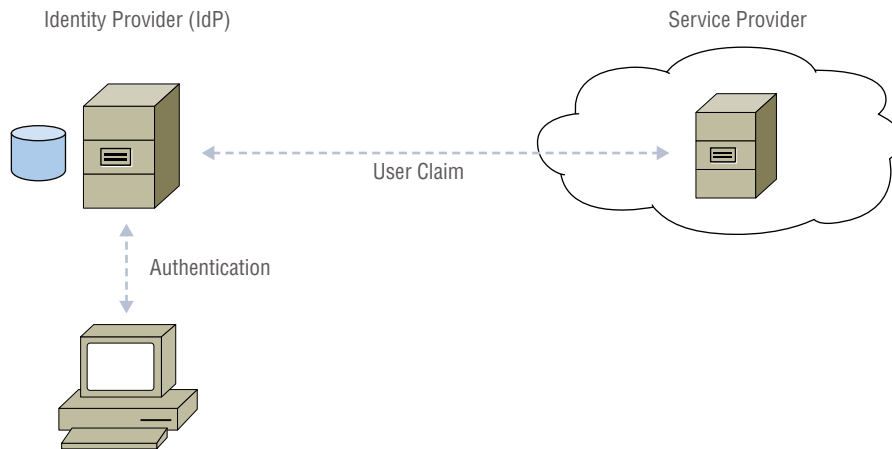 Identity Provider (IdP)
Service Provider
User Claim
Authentication